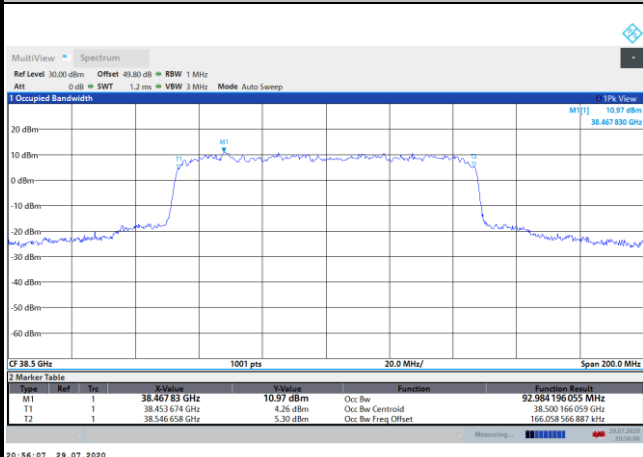 MultiView Spectrum
Ref Level 30.00 dBm Offset 49.80 dB RBW 1 MHz
Att 0 dB SWT 1.2 ms VBW 3 MHz Mode Auto Sweep
1 Occupied Bandwidth 1Pk View
M1[1] 10.97 dBm
38.467 830 GHz
M1
T1
T2
20 dBm
10 dBm
0 dBm
-10 dBm
-20 dBm
-30 dBm
-40 dBm
-50 dBm
-60 dBm
CF 38.5 GHz 1001 pts 20.0 MHz/ Span 200.0 MHz
2 Marker Table
Type Ref Trc X-Value Y-Value Function Function Result
M1 1 38.467 83 GHz 10.97 dBm Occ Bw 92.984 196 055 MHz
T1 1 38.453 674 GHz 4.26 dBm Occ Bw Centroid 38.500 166 059 GHz
T2 1 38.546 658 GHz 5.30 dBm Occ Bw Freq Offset 166.058 566 887 kHz
Measuring... 29.07.2020
20:56:06
20:56:07 29.07.2020